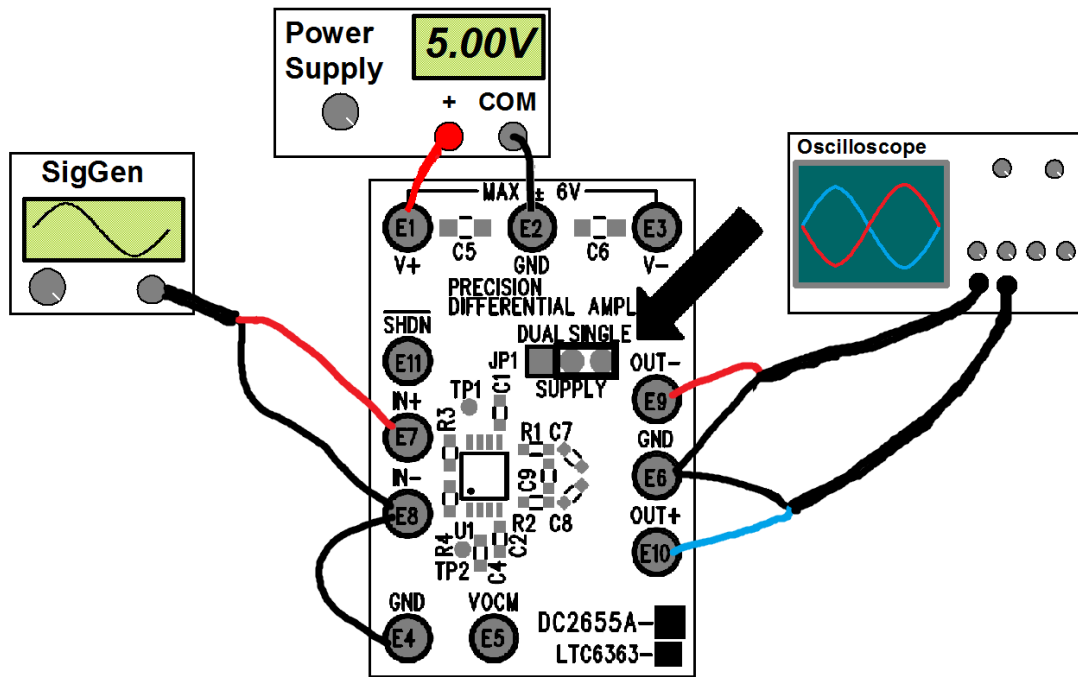 Power
Supply
5.00V
+ COM
SigGen
Oscilloscope
MAX ± 6V
E1
C5
E2
C6
E3
V+
GND
V-
PRECISION
DIFFERENTIAL AMPL
SHDN
DUAL SINGLE
E11
JP1
OUT-
SUPPLY
TP1
C1
E9
IN+
R3
E7
R1 C7
GND
IN-
C9
E6
E8
R2 C8
OUT+
U1
R4
C2
TP2
C4
E10
GND
VOCM
E4
E5
DC2655A-
LTC6363-